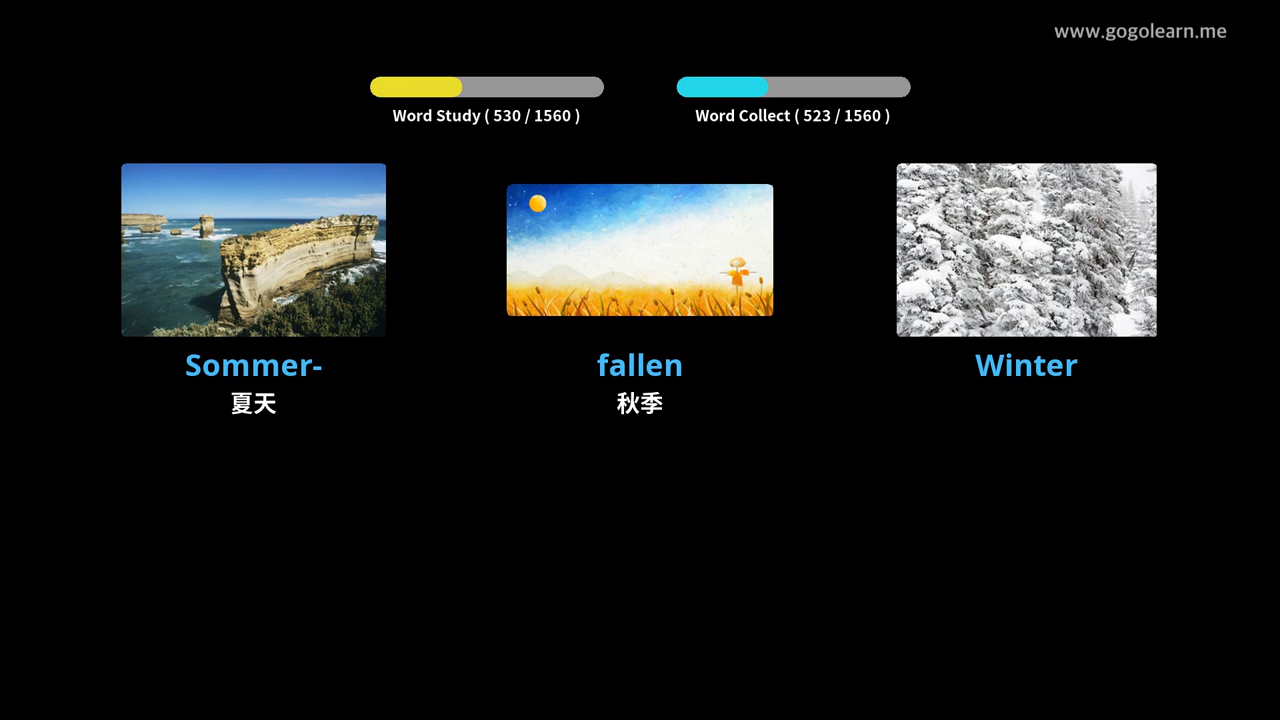 www.gogolearn.me
Word Study ( 530 / 1560 )
Word Collect ( 523 / 1560 )
Sommer-
夏天
fallen
秋季
Winter